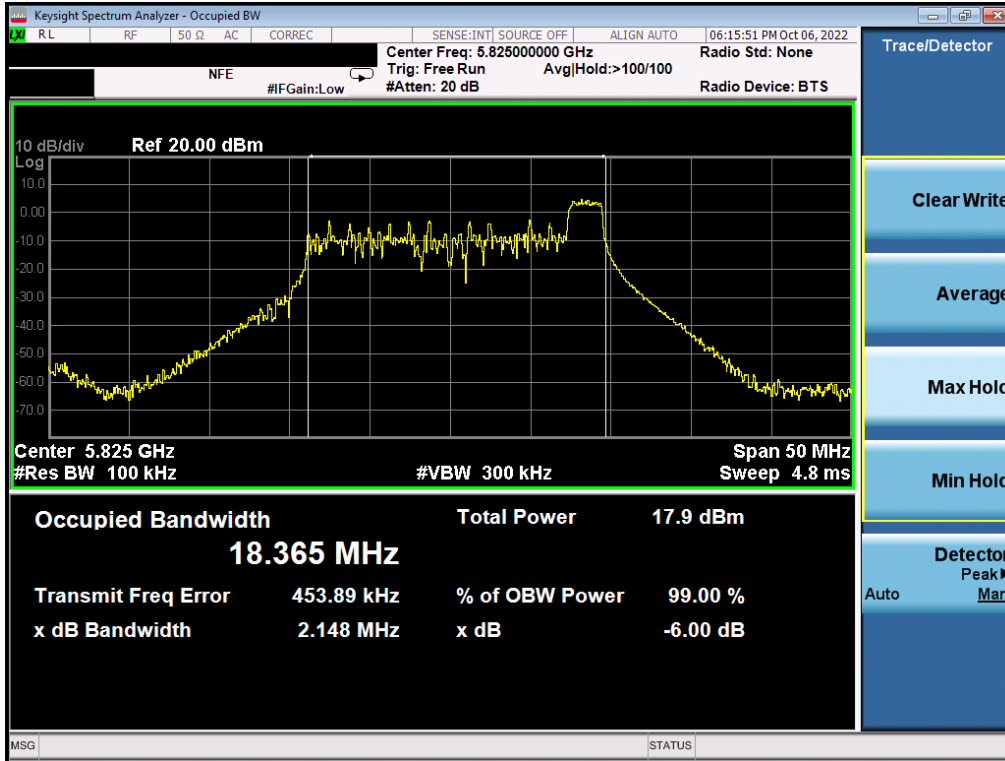 Keysight Spectrum Analyzer - Occupied BW
LXI RL RF 50 Ω AC CORREC SENSE:INT SOURCE OFF ALIGN AUTO 06:15:51 PM Oct 06, 2022
Center Freq: 5.825000000 GHz Radio Std: None
Trig: Free Run Avg|Hold:>100/100
NFE
#IFGain:Low #Atten: 20 dB Radio Device: BTS
Trace/Detector
10 dB/div Ref 20.00 dBm
Log
10.0
0.00
-10.0
-20.0
-30.0
-40.0
-50.0
-60.0
-70.0
Center 5.825 GHz Span 50 MHz
#Res BW 100 kHz #VBW 300 kHz Sweep 4.8 ms
Occupied Bandwidth Total Power 17.9 dBm
18.365 MHz
Transmit Freq Error 453.89 kHz % of OBW Power 99.00 %
x dB Bandwidth 2.148 MHz x dB -6.00 dB
Clear Write
Average
Max Hold
Min Hold
Detector
Peak
Auto Man
MSG STATUS